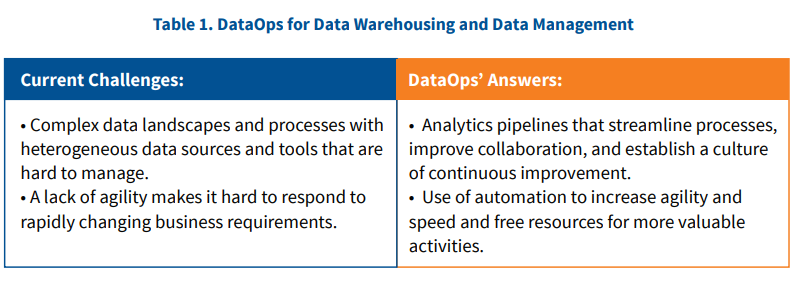 Table 1. DataOps for Data Warehousing and Data Management
Current Challenges:
• Complex data landscapes and processes with
heterogeneous data sources and tools that are
hard to manage.
• A lack of agility makes it hard to respond to
rapidly changing business requirements.
DataOps’ Answers:
• Analytics pipelines that streamline processes,
improve collaboration, and establish a culture
of continuous improvement.
• Use of automation to increase agility and
speed and free resources for more valuable
activities.